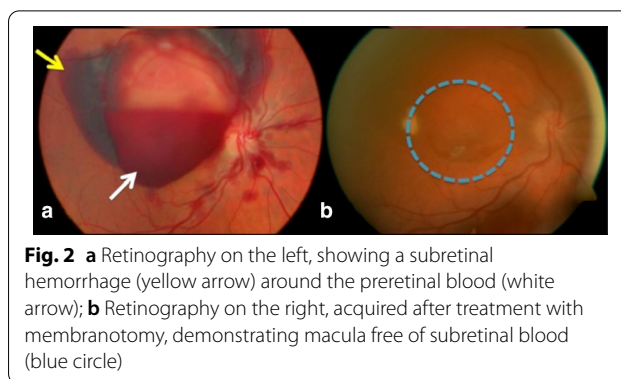 a
b
Fig. 2 a Retinography on the left, showing a subretinal
hemorrhage (yellow arrow) around the preretinal blood (white
arrow); b Retinography on the right, acquired after treatment with
membranotomy, demonstrating macula free of subretinal blood
(blue circle)